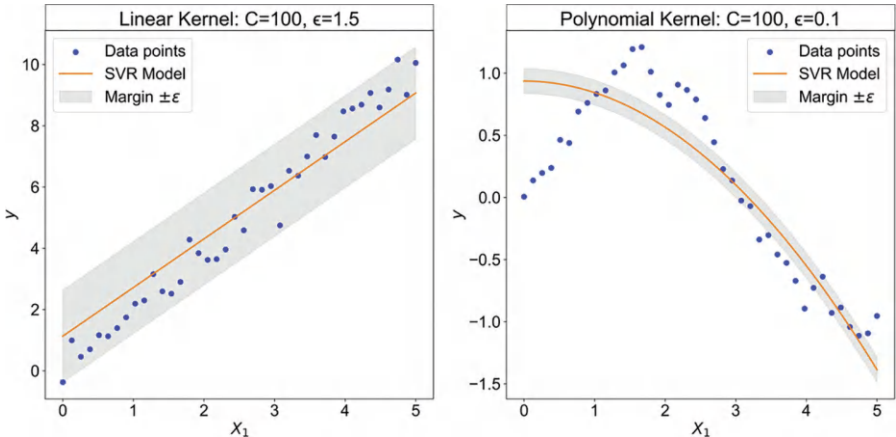 Linear Kernel: C=100, ϵ=1.5
Data points
SVR Model
Margin ±ε
10
8
6
4
2
0
y
0 1 2 3 4 5
X₁
Polynomial Kernel: C=100, ϵ=0.1
Data points
SVR Model
Margin ±ε
1.0
0.5
0.0
−0.5
−1.0
−1.5
y
0 1 2 3 4 5
X₁